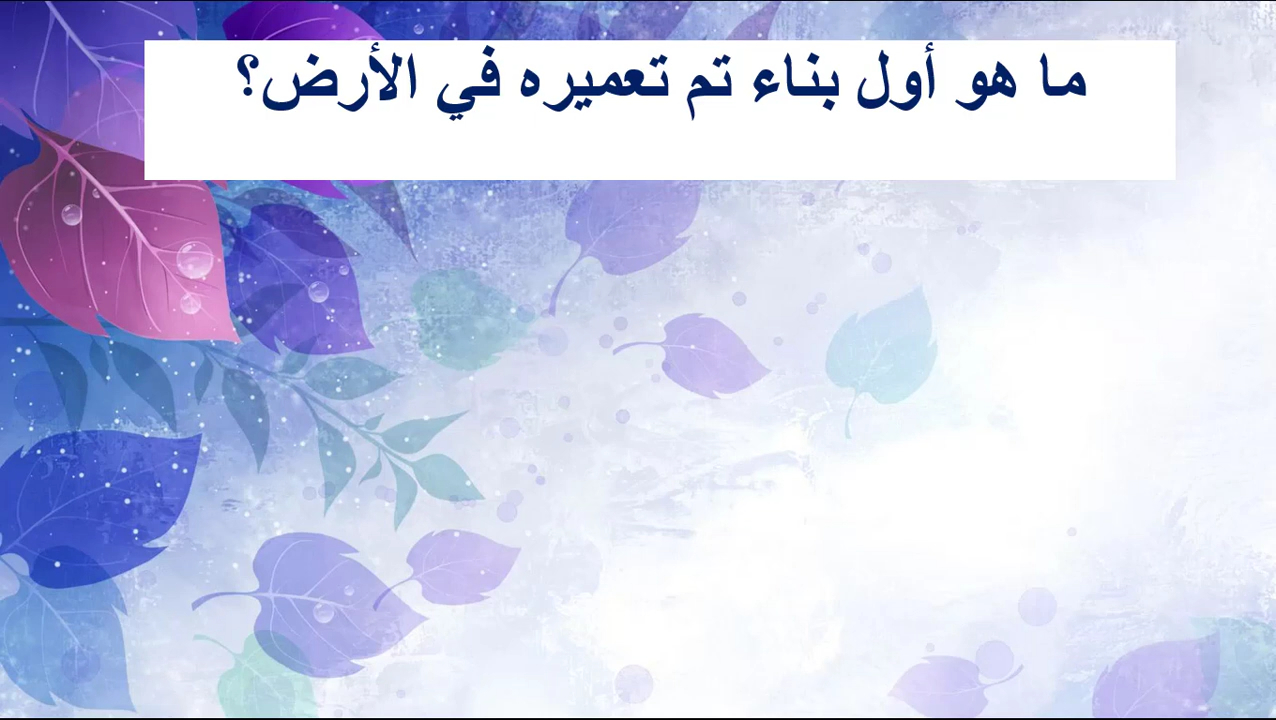 ما هو أول بناء تم تعميره في الأرض؟